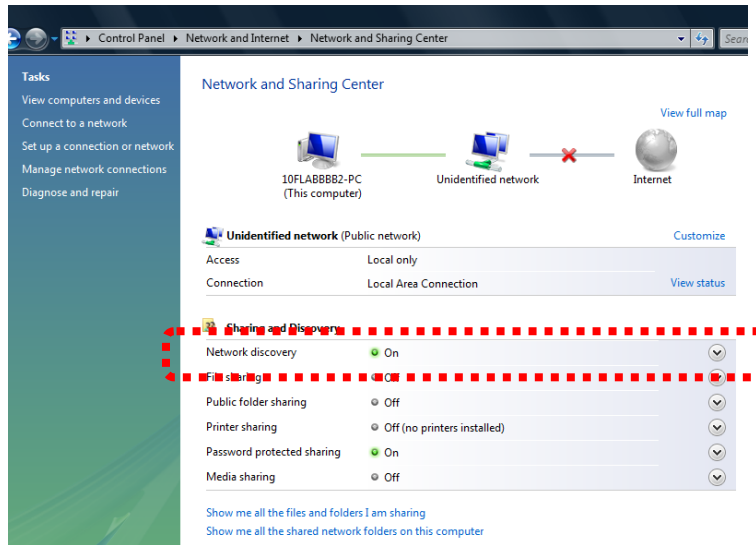 Control Panel ▸ Network and Internet ▸ Network and Sharing Center
Sear
Tasks
View computers and devices
Connect to a network
Set up a connection or network
Manage network connections
Diagnose and repair
Network and Sharing Center
View full map
10FLABBBB2-PC
(This computer)
Unidentified network
Internet
Unidentified network (Public network) Customize
Access Local only
Connection Local Area Connection View status
Sharing and Discovery
Network discovery On
File sharing Off
Public folder sharing Off
Printer sharing Off (no printers installed)
Password protected sharing On
Media sharing Off
Show me all the files and folders I am sharing
Show me all the shared network folders on this computer